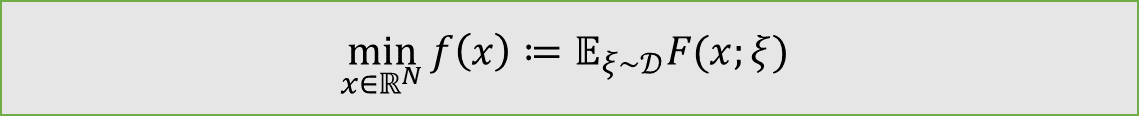 min_{x∈ℝ^N} f(x) ≔ 𝔼_{ξ~𝒟} F(x; ξ)